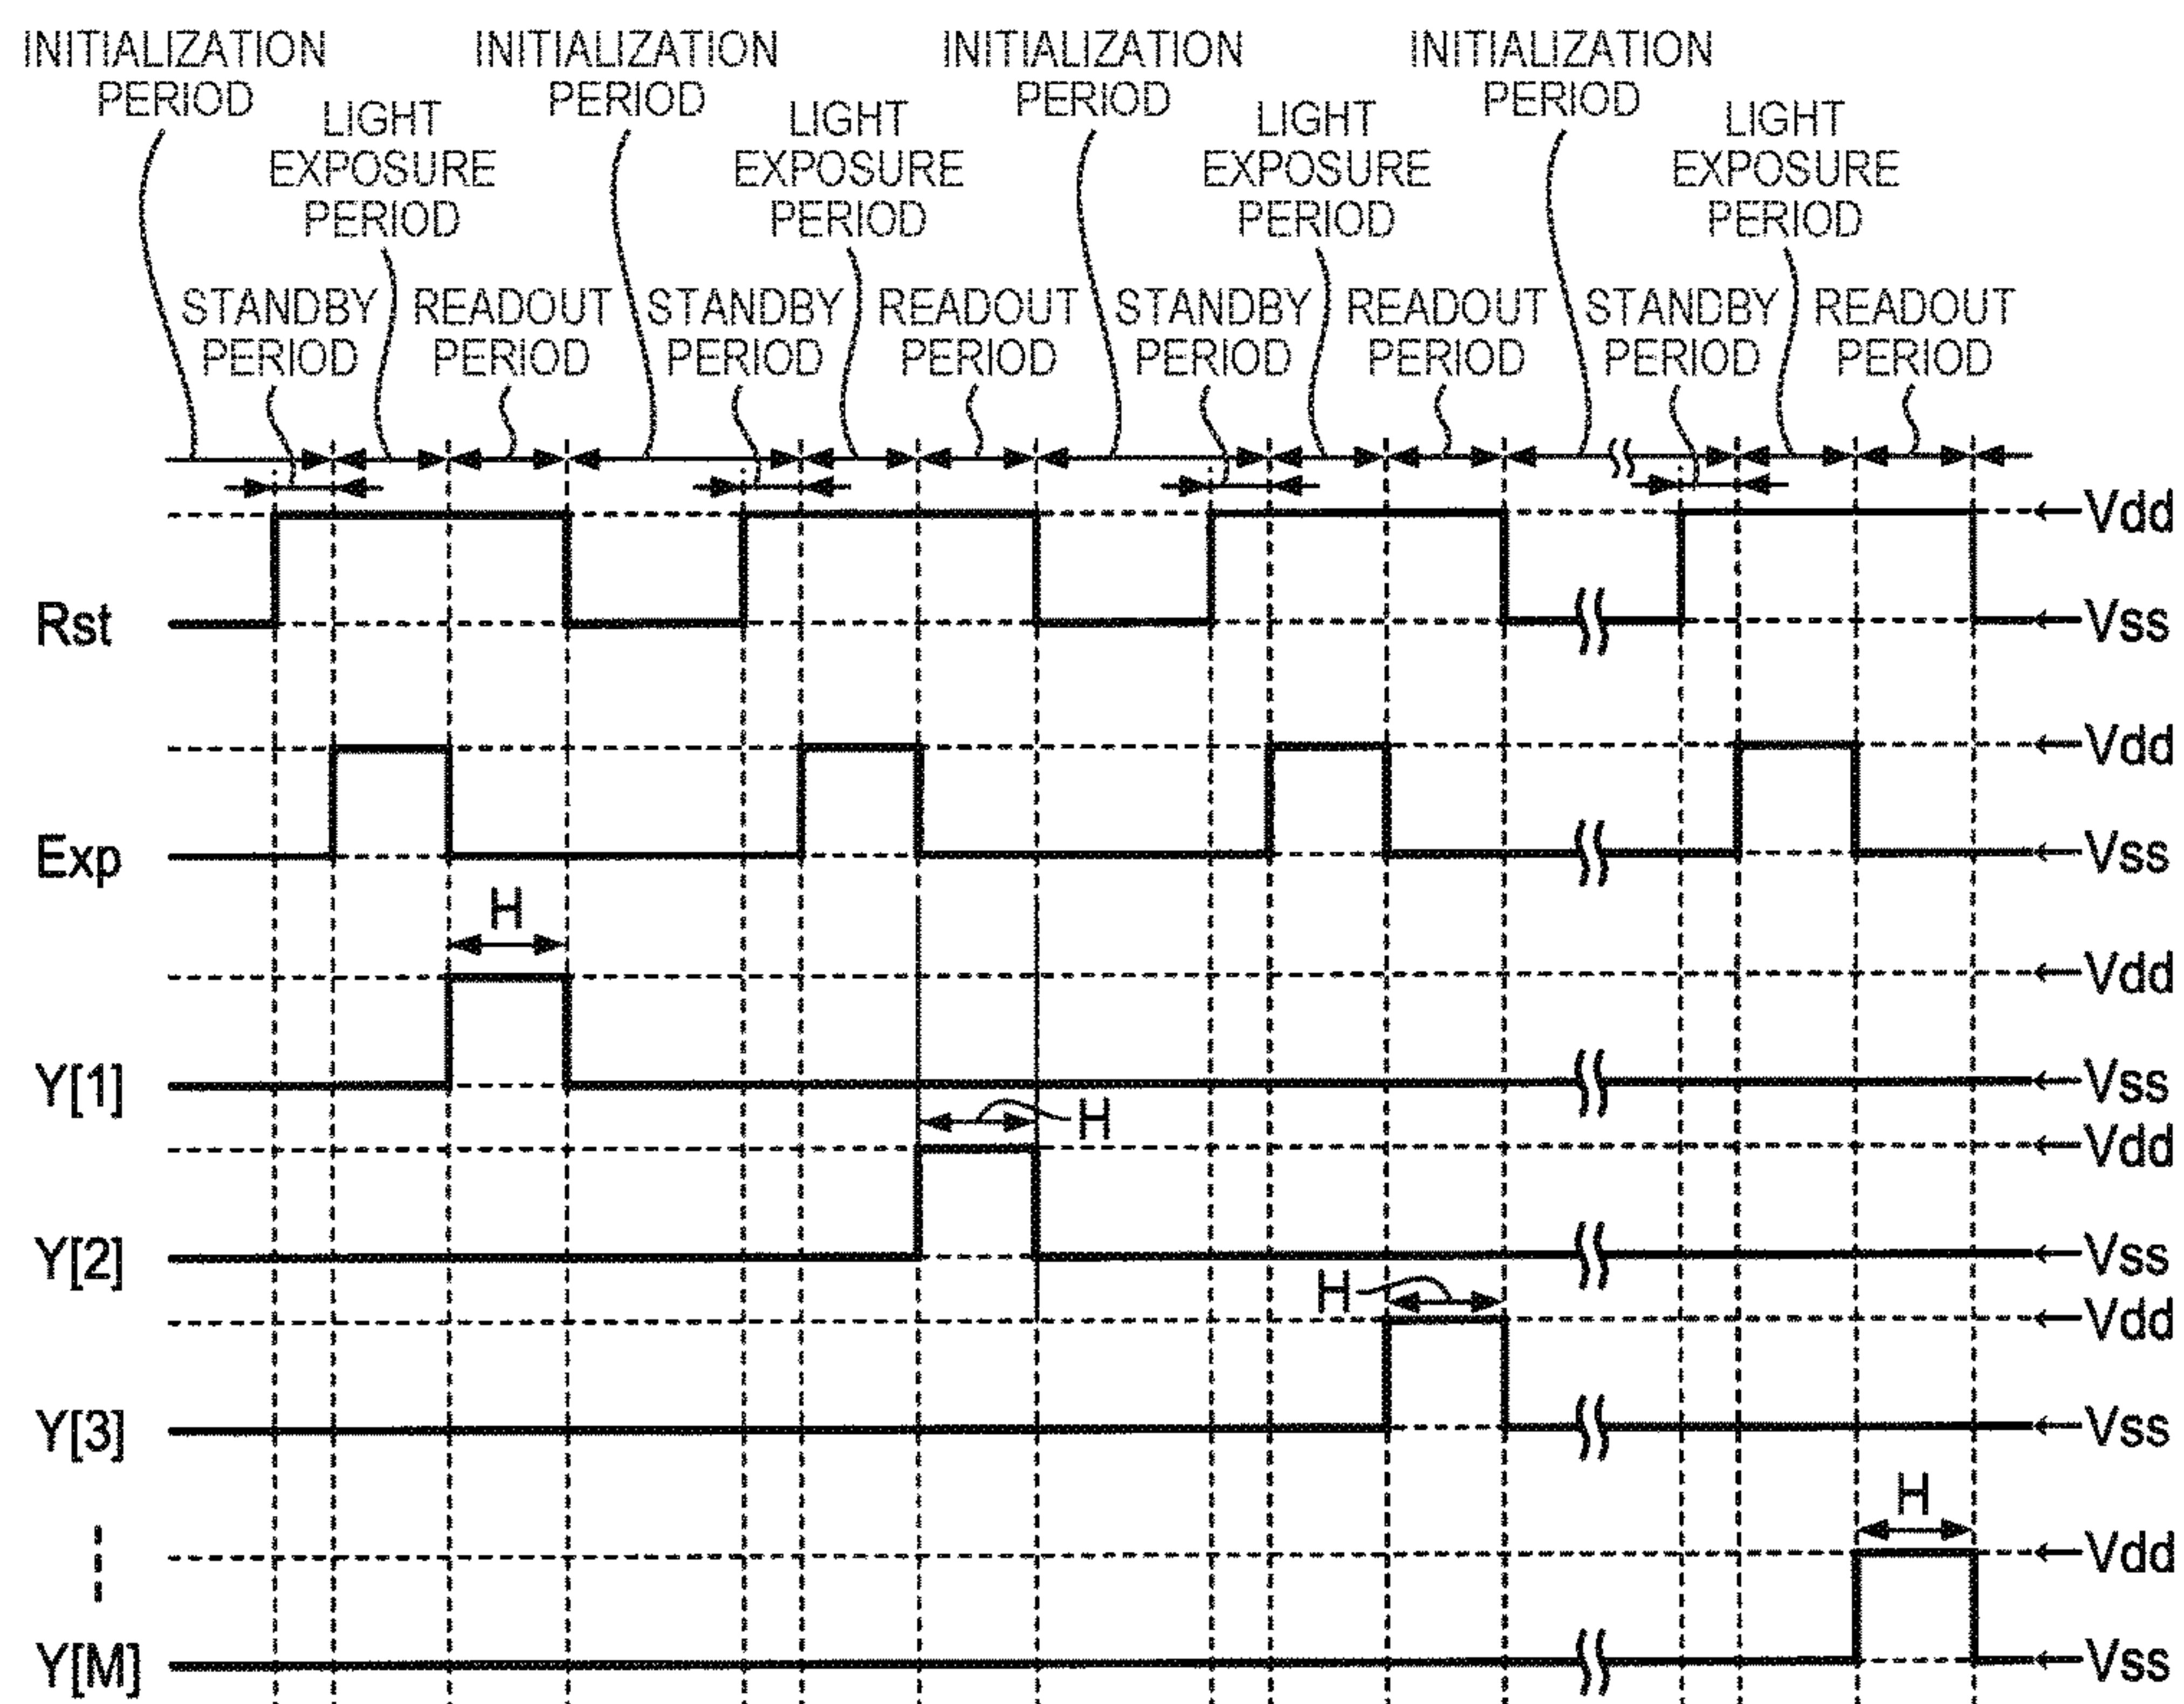 INITIALIZATION
PERIOD
INITIALIZATION
PERIOD
INITIALIZATION
PERIOD
INITIALIZATION
PERIOD
LIGHT
EXPOSURE
PERIOD
LIGHT
EXPOSURE
PERIOD
LIGHT
EXPOSURE
PERIOD
LIGHT
EXPOSURE
PERIOD
STANDBY
PERIOD
READOUT
PERIOD
STANDBY
PERIOD
READOUT
PERIOD
STANDBY
PERIOD
READOUT
PERIOD
STANDBY
PERIOD
READOUT
PERIOD
Vdd
Rst
Vss
Vdd
Exp
Vss
H
Vdd
Y[1]
Vss
H
Vdd
Y[2]
Vss
H
Vdd
Y[3]
Vss
H
Vdd
Y[M]
Vss